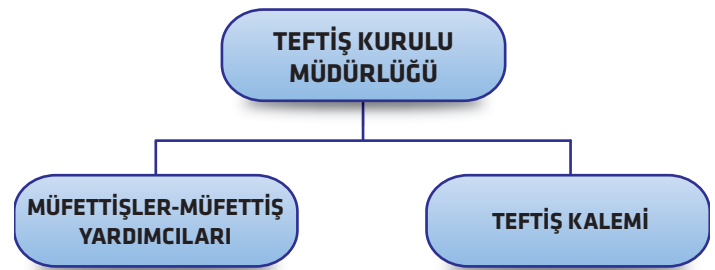 TEFTİŞ KURULU
MÜDÜRLÜĞÜ
MÜFETTİŞLER-MÜFETTİŞ
YARDIMCILARI
TEFTİŞ KALEMİ